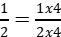 1/2 = 1x4/2x4